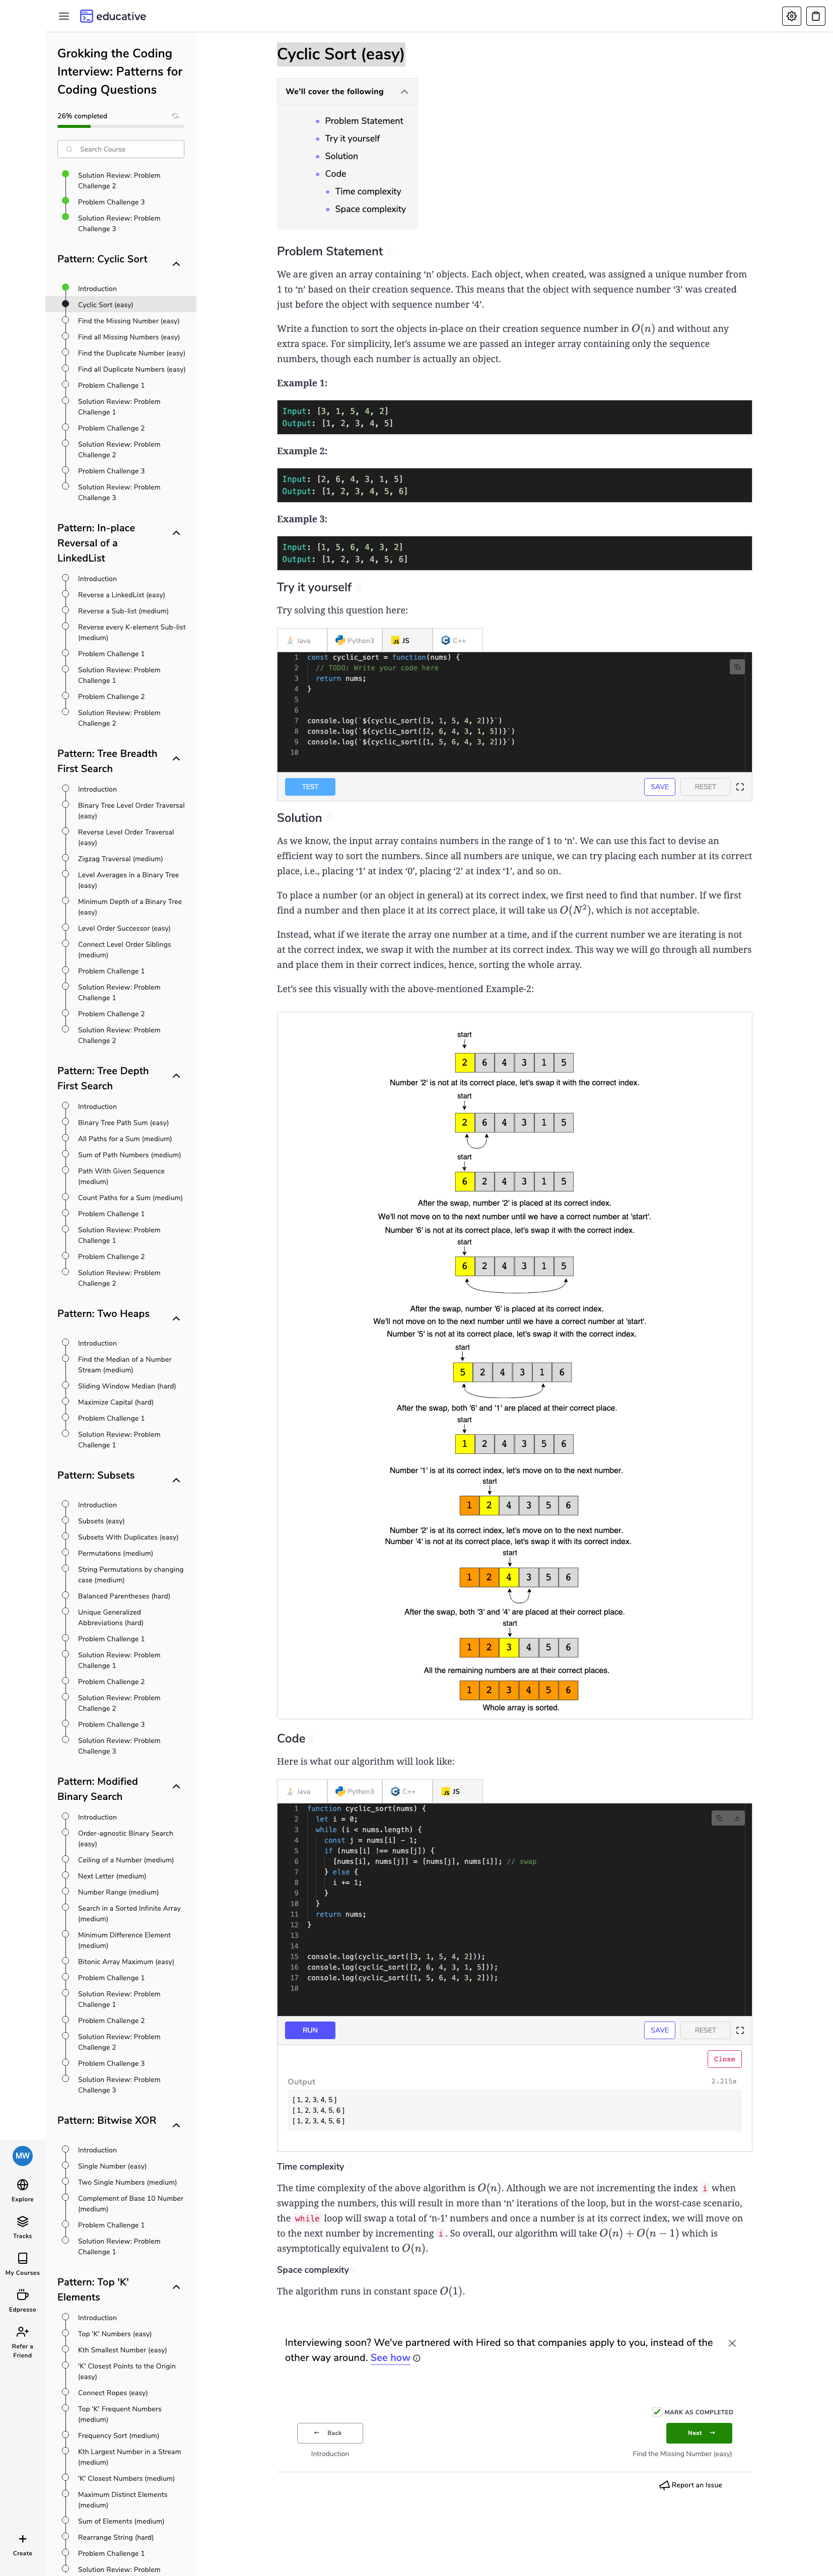 educative
Grokking the Coding
Interview: Patterns for
Coding Questions
26% completed
Search Course
Solution Review: Problem
Challenge 2
Problem Challenge 3
Solution Review: Problem
Challenge 3
Pattern: Cyclic Sort
Introduction
Cyclic Sort (easy)
Find the Missing Number (easy)
Find all Missing Numbers (easy)
Find the Duplicate Number (easy)
Find all Duplicate Numbers (easy)
Problem Challenge 1
Solution Review: Problem
Challenge 1
Problem Challenge 2
Solution Review: Problem
Challenge 2
Problem Challenge 3
Solution Review: Problem
Challenge 3
Pattern: In-place
Reversal of a
LinkedList
Introduction
Reverse a LinkedList (easy)
Reverse a Sub-list (medium)
Reverse every K-element Sub-list
(medium)
Problem Challenge 1
Solution Review: Problem
Challenge 1
Problem Challenge 2
Solution Review: Problem
Challenge 2
Pattern: Tree Breadth
First Search
Introduction
Binary Tree Level Order Traversal
(easy)
Reverse Level Order Traversal
(easy)
Zigzag Traversal (medium)
Level Averages in a Binary Tree
(easy)
Minimum Depth of a Binary Tree
(easy)
Level Order Successor (easy)
Connect Level Order Siblings
(medium)
Problem Challenge 1
Solution Review: Problem
Challenge 1
Problem Challenge 2
Solution Review: Problem
Challenge 2
Pattern: Tree Depth
First Search
Introduction
Binary Tree Path Sum (easy)
All Paths for a Sum (medium)
Sum of Path Numbers (medium)
Path With Given Sequence
(medium)
Count Paths for a Sum (medium)
Problem Challenge 1
Solution Review: Problem
Challenge 1
Problem Challenge 2
Solution Review: Problem
Challenge 2
Pattern: Two Heaps
Introduction
Find the Median of a Number
Stream (medium)
Sliding Window Median (hard)
Maximize Capital (hard)
Problem Challenge 1
Solution Review: Problem
Challenge 1
Pattern: Subsets
Introduction
Subsets (easy)
Subsets With Duplicates (easy)
Permutations (medium)
String Permutations by changing
case (medium)
Balanced Parentheses (hard)
Unique Generalized
Abbreviations (hard)
Problem Challenge 1
Solution Review: Problem
Challenge 1
Problem Challenge 2
Solution Review: Problem
Challenge 2
Problem Challenge 3
Solution Review: Problem
Challenge 3
Pattern: Modified
Binary Search
Introduction
Order-agnostic Binary Search
(easy)
Ceiling of a Number (medium)
Next Letter (medium)
Number Range (medium)
Search in a Sorted Infinite Array
(medium)
Minimum Difference Element
(medium)
Bitonic Array Maximum (easy)
Problem Challenge 1
Solution Review: Problem
Challenge 1
Problem Challenge 2
Solution Review: Problem
Challenge 2
Problem Challenge 3
Solution Review: Problem
Challenge 3
Pattern: Bitwise XOR
Introduction
Single Number (easy)
Two Single Numbers (medium)
Complement of Base 10 Number
(medium)
Problem Challenge 1
Solution Review: Problem
Challenge 1
Pattern: Top 'K'
Elements
Introduction
Top 'K' Numbers (easy)
Kth Smallest Number (easy)
'K' Closest Points to the Origin
(easy)
Connect Ropes (easy)
Top 'K' Frequent Numbers
(medium)
Frequency Sort (medium)
Kth Largest Number in a Stream
(medium)
'K' Closest Numbers (medium)
Maximum Distinct Elements
(medium)
Sum of Elements (medium)
Rearrange String (hard)
Problem Challenge 1
Solution Review: Problem
MW
Explore
Tracks
My Courses
Edpresso
Refer a
Friend
Create
Cyclic Sort (easy)
We'll cover the following
Problem Statement
Try it yourself
Solution
Code
Time complexity
Space complexity
Problem Statement
We are given an array containing ‘n’ objects. Each object, when created, was assigned a unique number from
1 to ‘n’ based on their creation sequence. This means that the object with sequence number ‘3’ was created
just before the object with sequence number ‘4’.
Write a function to sort the objects in-place on their creation sequence number in O(n) and without any
extra space. For simplicity, let’s assume we are passed an integer array containing only the sequence
numbers, though each number is actually an object.
Example 1:
Input: [3, 1, 5, 4, 2]
Output: [1, 2, 3, 4, 5]
Example 2:
Input: [2, 6, 4, 3, 1, 5]
Output: [1, 2, 3, 4, 5, 6]
Example 3:
Input: [1, 5, 6, 4, 3, 2]
Output: [1, 2, 3, 4, 5, 6]
Try it yourself
Try solving this question here:
Java Python3 JS C++
1 const cyclic_sort = function(nums) {
2 // TODO: Write your code here
3 return nums;
4 }
5
6
7 console.log(`${cyclic_sort([3, 1, 5, 4, 2])}`)
8 console.log(`${cyclic_sort([2, 6, 4, 3, 1, 5])}`)
9 console.log(`${cyclic_sort([1, 5, 6, 4, 3, 2])}`)
10
TEST SAVE RESET
Solution
As we know, the input array contains numbers in the range of 1 to ‘n’. We can use this fact to devise an
efficient way to sort the numbers. Since all numbers are unique, we can try placing each number at its correct
place, i.e., placing ‘1’ at index ‘0’, placing ‘2’ at index ‘1’, and so on.
To place a number (or an object in general) at its correct index, we first need to find that number. If we first
find a number and then place it at its correct place, it will take us O(N²), which is not acceptable.
Instead, what if we iterate the array one number at a time, and if the current number we are iterating is not
at the correct index, we swap it with the number at its correct index. This way we will go through all numbers
and place them in their correct indices, hence, sorting the whole array.
Let’s see this visually with the above-mentioned Example-2:
start
2 6 4 3 1 5
Number '2' is not at its correct place, let's swap it with the correct index.
start
2 6 4 3 1 5
start
6 2 4 3 1 5
After the swap, number '2' is placed at its correct index.
We'll not move on to the next number until we have a correct number at 'start'.
Number '6' is not at its correct place, let's swap it with the correct index.
start
6 2 4 3 1 5
After the swap, number '6' is placed at its correct index.
We'll not move on to the next number until we have a correct number at 'start'.
Number '5' is not at its correct place, let's swap it with the correct index.
start
5 2 4 3 1 6
After the swap, both '6' and '1' are placed at their correct place.
start
1 2 4 3 5 6
Number '1' is at its correct index, let's move on to the next number.
start
1 2 4 3 5 6
Number '2' is at its correct index, let's move on to the next number.
Number '4' is not at its correct place, let's swap it with its correct index.
start
1 2 4 3 5 6
After the swap, both '3' and '4' are placed at their correct place.
start
1 2 3 4 5 6
All the remaining numbers are at their correct places.
1 2 3 4 5 6
Whole array is sorted.
Code
Here is what our algorithm will look like:
Java Python3 C++ JS
1 function cyclic_sort(nums) {
2 let i = 0;
3 while (i < nums.length) {
4 const j = nums[i] - 1;
5 if (nums[i] !== nums[j]) {
6 [nums[i], nums[j]] = [nums[j], nums[i]]; // swap
7 } else {
8 i += 1;
9 }
10 }
11 return nums;
12 }
13
14
15 console.log(cyclic_sort([3, 1, 5, 4, 2]));
16 console.log(cyclic_sort([2, 6, 4, 3, 1, 5]));
17 console.log(cyclic_sort([1, 5, 6, 4, 3, 2]));
18
RUN SAVE RESET
Close
Output 2.215s
[ 1, 2, 3, 4, 5 ]
[ 1, 2, 3, 4, 5, 6 ]
[ 1, 2, 3, 4, 5, 6 ]
Time complexity
The time complexity of the above algorithm is O(n). Although we are not incrementing the index i when
swapping the numbers, this will result in more than ‘n’ iterations of the loop, but in the worst-case scenario,
the while loop will swap a total of ‘n-1’ numbers and once a number is at its correct index, we will move on
to the next number by incrementing i. So overall, our algorithm will take O(n) + O(n − 1) which is
asymptotically equivalent to O(n).
Space complexity
The algorithm runs in constant space O(1).
Interviewing soon? We've partnered with Hired so that companies apply to you, instead of the
other way around. See how
MARK AS COMPLETED
← Back Next →
Introduction Find the Missing Number (easy)
Report an Issue